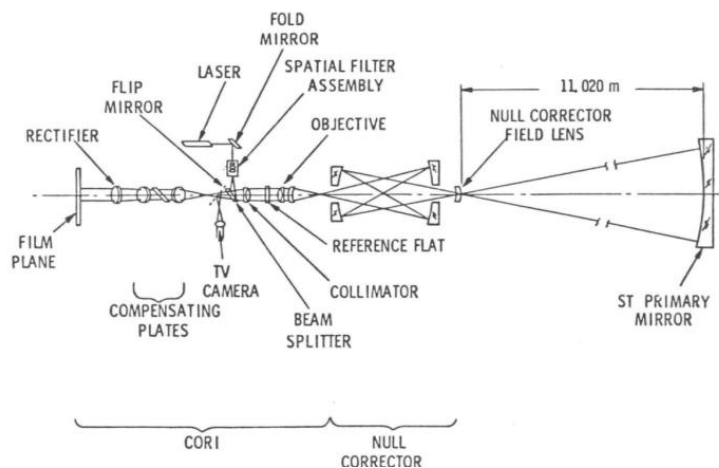 FOLD
MIRROR
LASER
SPATIAL FILTER
ASSEMBLY
FLIP
MIRROR
OBJECTIVE
RECTIFIER
11.020 m
NULL CORRECTOR
FIELD LENS
FILM
PLANE
TV
CAMERA
REFERENCE FLAT
COLLIMATOR
COMPENSATING
PLATES
BEAM
SPLITTER
ST PRIMARY
MIRROR
CORI
NULL
CORRECTOR